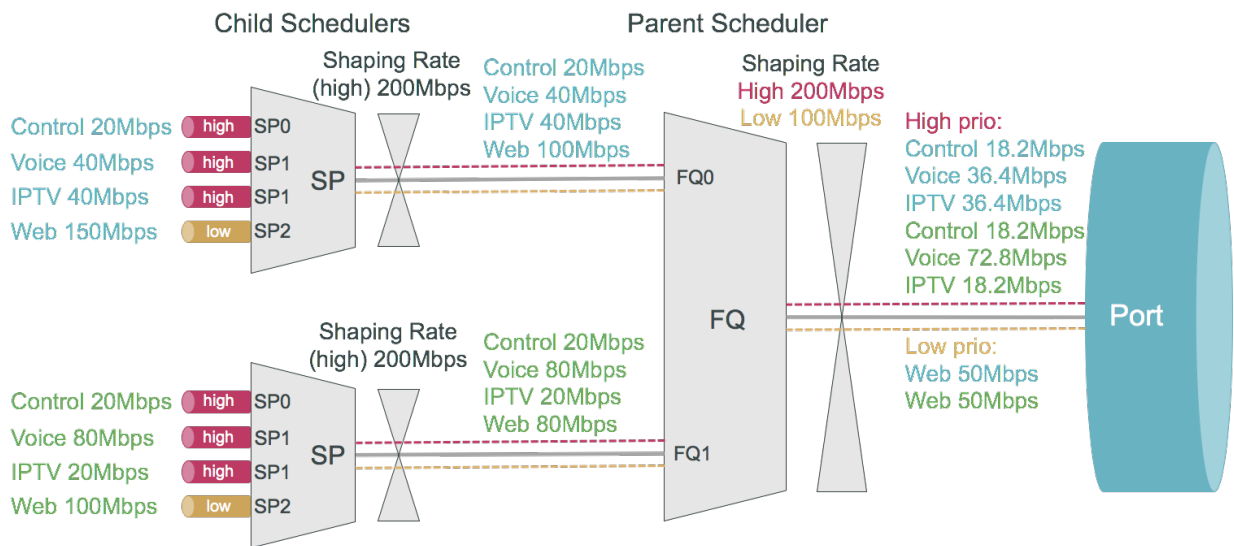 Child Schedulers
Parent Scheduler
Shaping Rate
(high) 200Mbps
Control 20Mbps
Voice 40Mbps
IPTV 40Mbps
Web 100Mbps
Shaping Rate
High 200Mbps
Low 100Mbps
Control 20Mbps
high
SP0
Voice 40Mbps
high
SP1
IPTV 40Mbps
high
SP1
Web 150Mbps
low
SP2
SP
FQ0
High prio:
Control 18.2Mbps
Voice 36.4Mbps
IPTV 36.4Mbps
Control 18.2Mbps
Voice 72.8Mbps
IPTV 18.2Mbps
FQ
Port
Low prio:
Web 50Mbps
Web 50Mbps
Shaping Rate
(high) 200Mbps
Control 20Mbps
Voice 80Mbps
IPTV 20Mbps
Web 80Mbps
Control 20Mbps
high
SP0
Voice 80Mbps
high
SP1
IPTV 20Mbps
high
SP1
Web 100Mbps
low
SP2
SP
FQ1